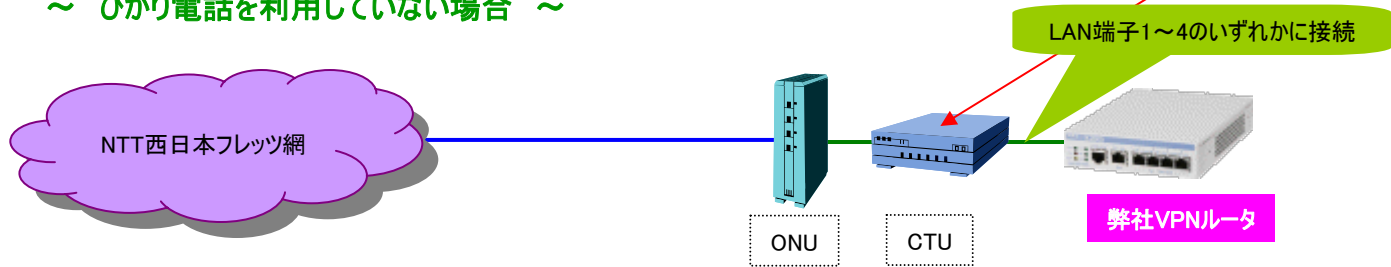 ～ ひかり電話を利用していない場合 ～
LAN端子1～4のいずれかに接続
NTT西日本フレッツ網
弊社VPNルータ
ONU
CTU